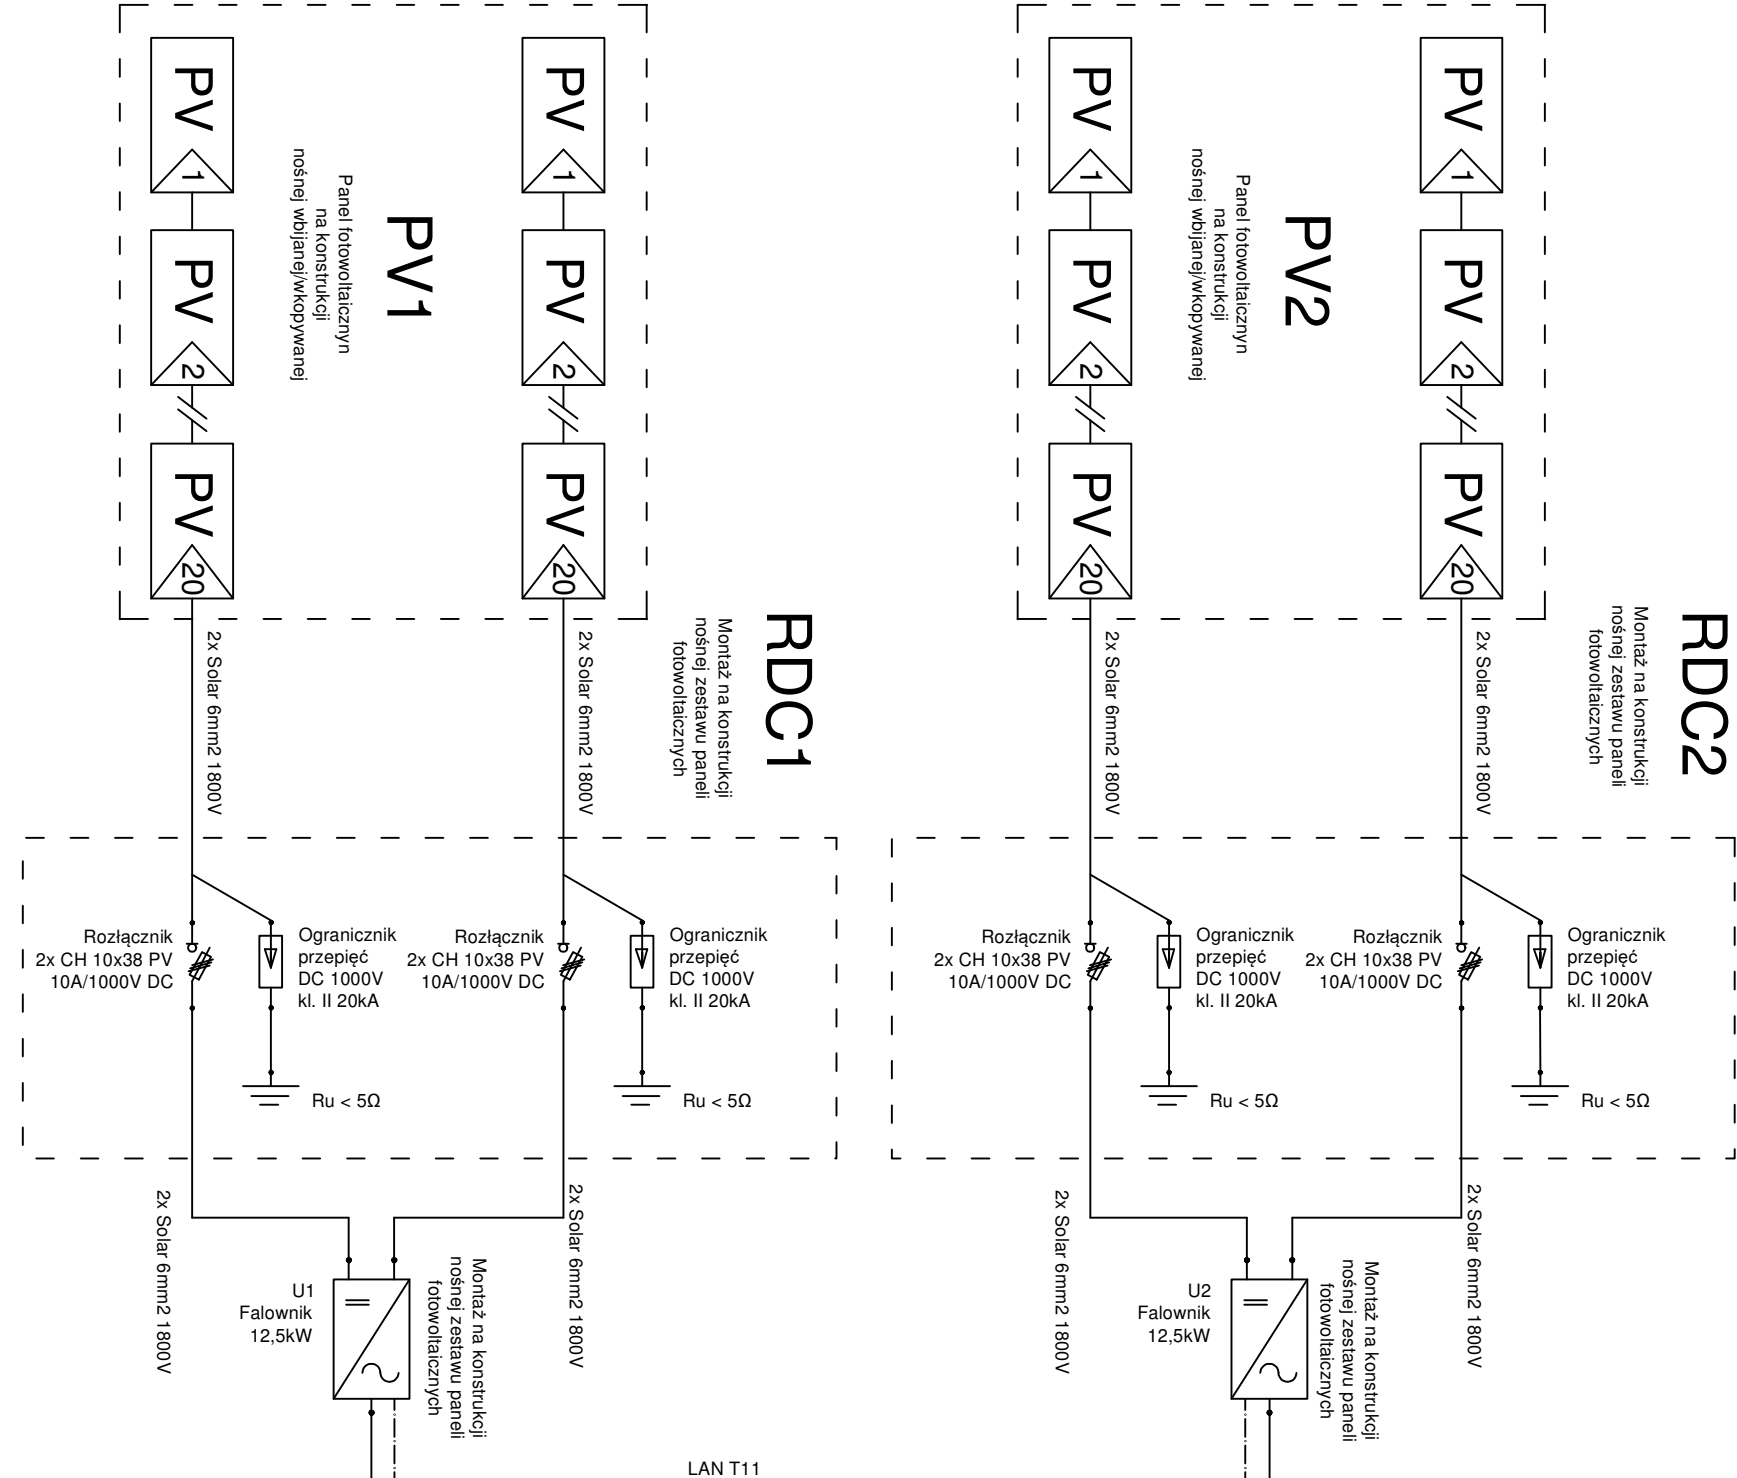 PV
1
PV
2
PV
20
PV
1
PV
2
PV
20
PV1
Panel fotowoltaicznyn
na konstrukcji
nośnej wbijanej/wkopywanej
PV
1
PV
2
PV
20
PV
1
PV
2
PV
20
PV2
Panel fotowoltaicznyn
na konstrukcji
nośnej wbijanej/wkopywanej
RDC1
Montaż na konstrukcji
nośnej zestawu paneli
fotowoltaicznych
RDC2
Montaż na konstrukcji
nośnej zestawu paneli
fotowoltaicznych
2x Solar 6mm2 1800V
2x Solar 6mm2 1800V
2x Solar 6mm2 1800V
2x Solar 6mm2 1800V
Rozłącznik
2x CH 10x38 PV
10A/1000V DC
Ogranicznik
przepięć
DC 1000V
kl. II 20kA
Ru < 5Ω
Rozłącznik
2x CH 10x38 PV
10A/1000V DC
Ogranicznik
przepięć
DC 1000V
kl. II 20kA
Ru < 5Ω
Rozłącznik
2x CH 10x38 PV
10A/1000V DC
Ogranicznik
przepięć
DC 1000V
kl. II 20kA
Ru < 5Ω
Rozłącznik
2x CH 10x38 PV
10A/1000V DC
Ogranicznik
przepięć
DC 1000V
kl. II 20kA
Ru < 5Ω
2x Solar 6mm2 1800V
2x Solar 6mm2 1800V
2x Solar 6mm2 1800V
2x Solar 6mm2 1800V
U1
Falownik
12,5kW
Montaż na konstrukcji
nośnej zestawu paneli
fotowoltaicznych
U2
Falownik
12,5kW
Montaż na konstrukcji
nośnej zestawu paneli
fotowoltaicznych
LAN T11